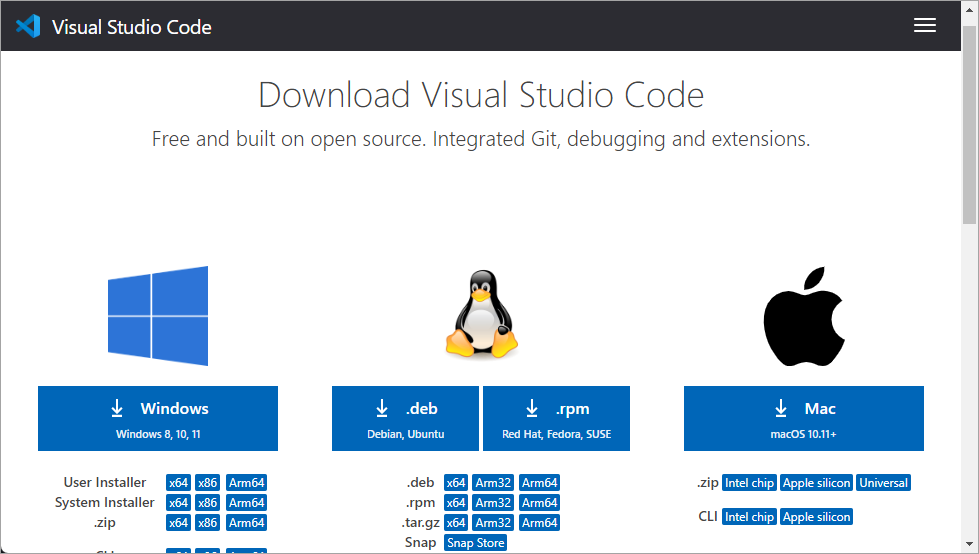 Visual Studio Code
Download Visual Studio Code
Free and built on open source. Integrated Git, debugging and extensions.
Windows
Windows 8, 10, 11
User Installer x64 x86 Arm64
System Installer x64 x86 Arm64
.zip x64 x86 Arm64
.deb
Debian, Ubuntu
.rpm
Red Hat, Fedora, SUSE
.deb x64 Arm32 Arm64
.rpm x64 Arm32 Arm64
.tar.gz x64 Arm32 Arm64
Snap Snap Store
Mac
macOS 10.11+
.zip Intel chip Apple silicon Universal
CLI Intel chip Apple silicon